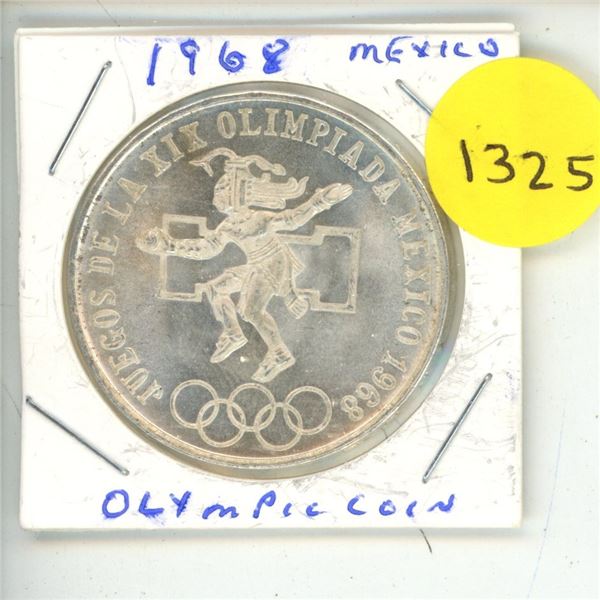 1968 MEXICO
1325
JUEGOS DE LA XIX OLIMPIADA MEXICO 1968
OLYMPIC COIN